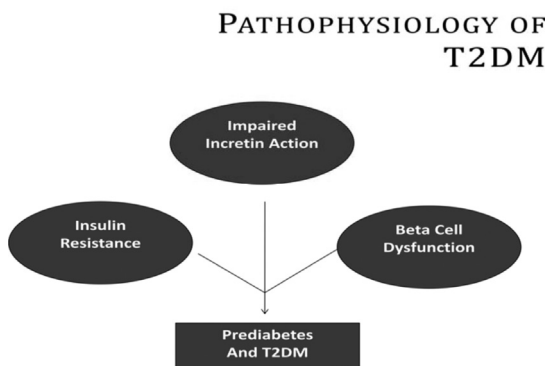 PATHOPHYSIOLOGY OF
T2DM
Impaired
Incretin Action
Insulin
Resistance
Beta Cell
Dysfunction
Prediabetes
And T2DM